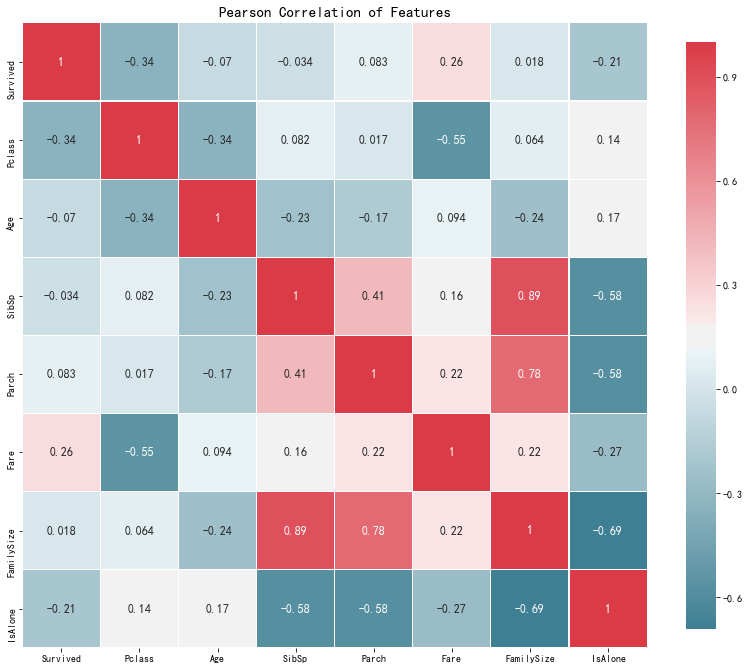 Pearson Correlation of Features
Survived 1 -0.34 -0.07 -0.034 0.083 0.26 0.018 -0.21
Pclass -0.34 1 -0.34 0.082 0.017 -0.55 0.064 0.14
Age -0.07 -0.34 1 -0.23 -0.17 0.094 -0.24 0.17
SibSp -0.034 0.082 -0.23 1 0.41 0.16 0.89 -0.58
Parch 0.083 0.017 -0.17 0.41 1 0.22 0.78 -0.58
Fare 0.26 -0.55 0.094 0.16 0.22 1 0.22 -0.27
FamilySize 0.018 0.064 -0.24 0.89 0.78 0.22 1 -0.69
IsAlone -0.21 0.14 0.17 -0.58 -0.58 -0.27 -0.69 1
Survived Pclass Age SibSp Parch Fare FamilySize IsAlone
0.9
0.6
0.3
0.0
-0.3
-0.6